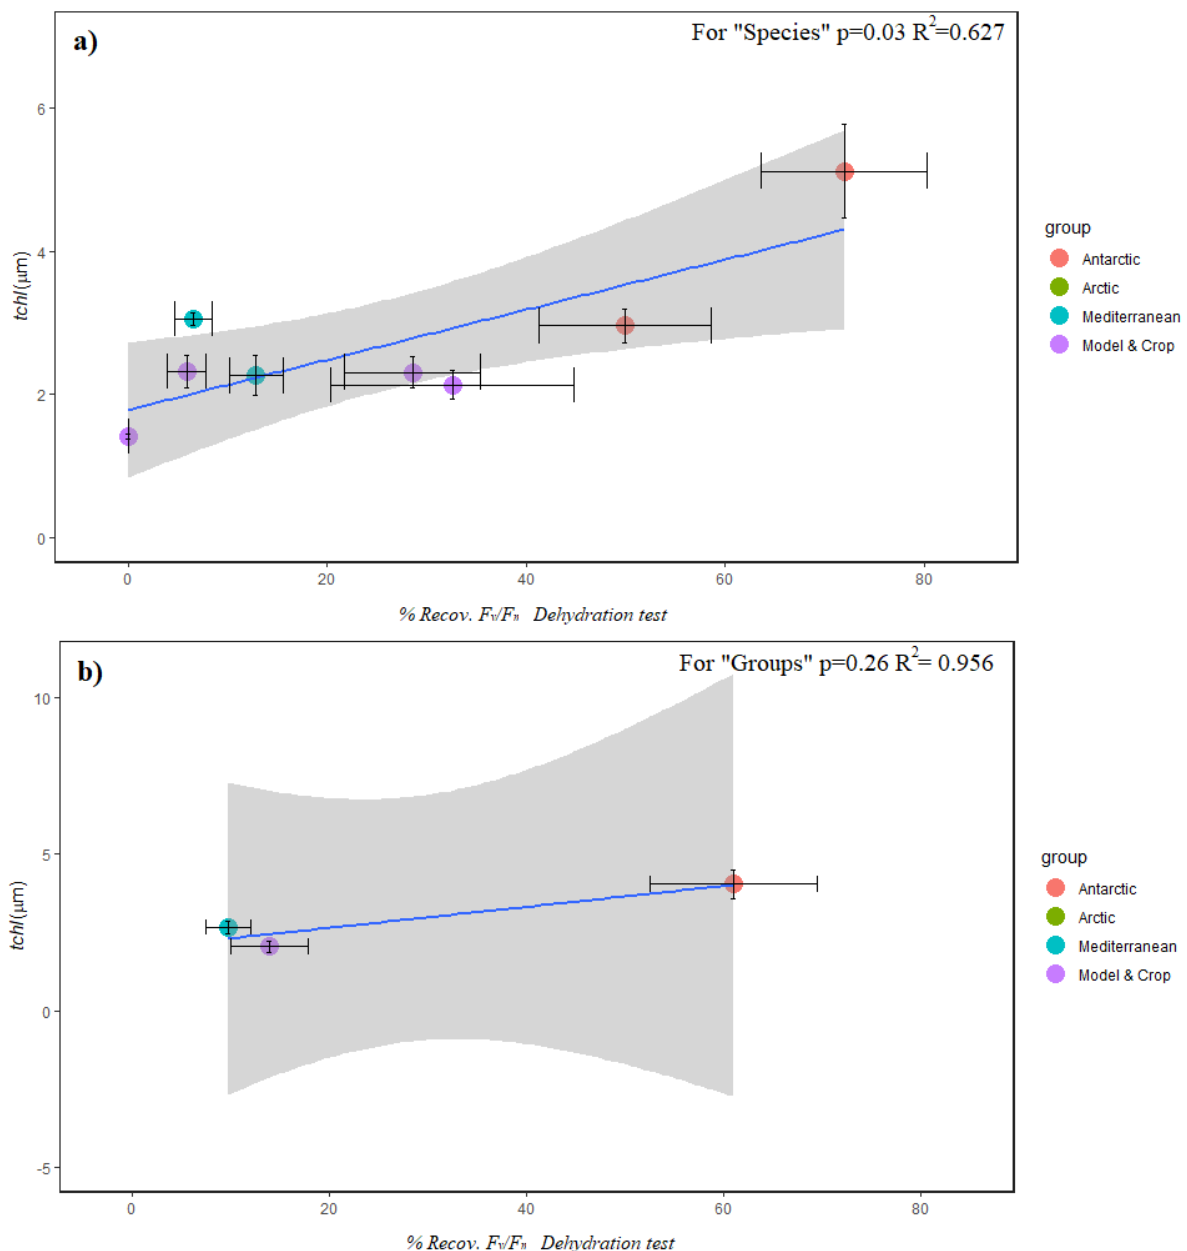 a)
For "Species" p=0.03 R²=0.627
6
4
2
0
tchl(μm)
0 20 40 60 80
% Recov. Fv/Fn Dehydration test
group
Antarctic
Arctic
Mediterranean
Model & Crop
b)
For "Groups" p=0.26 R²= 0.956
10
5
0
-5
tchl(μm)
0 20 40 60 80
% Recov. Fv/Fn Dehydration test
group
Antarctic
Arctic
Mediterranean
Model & Crop